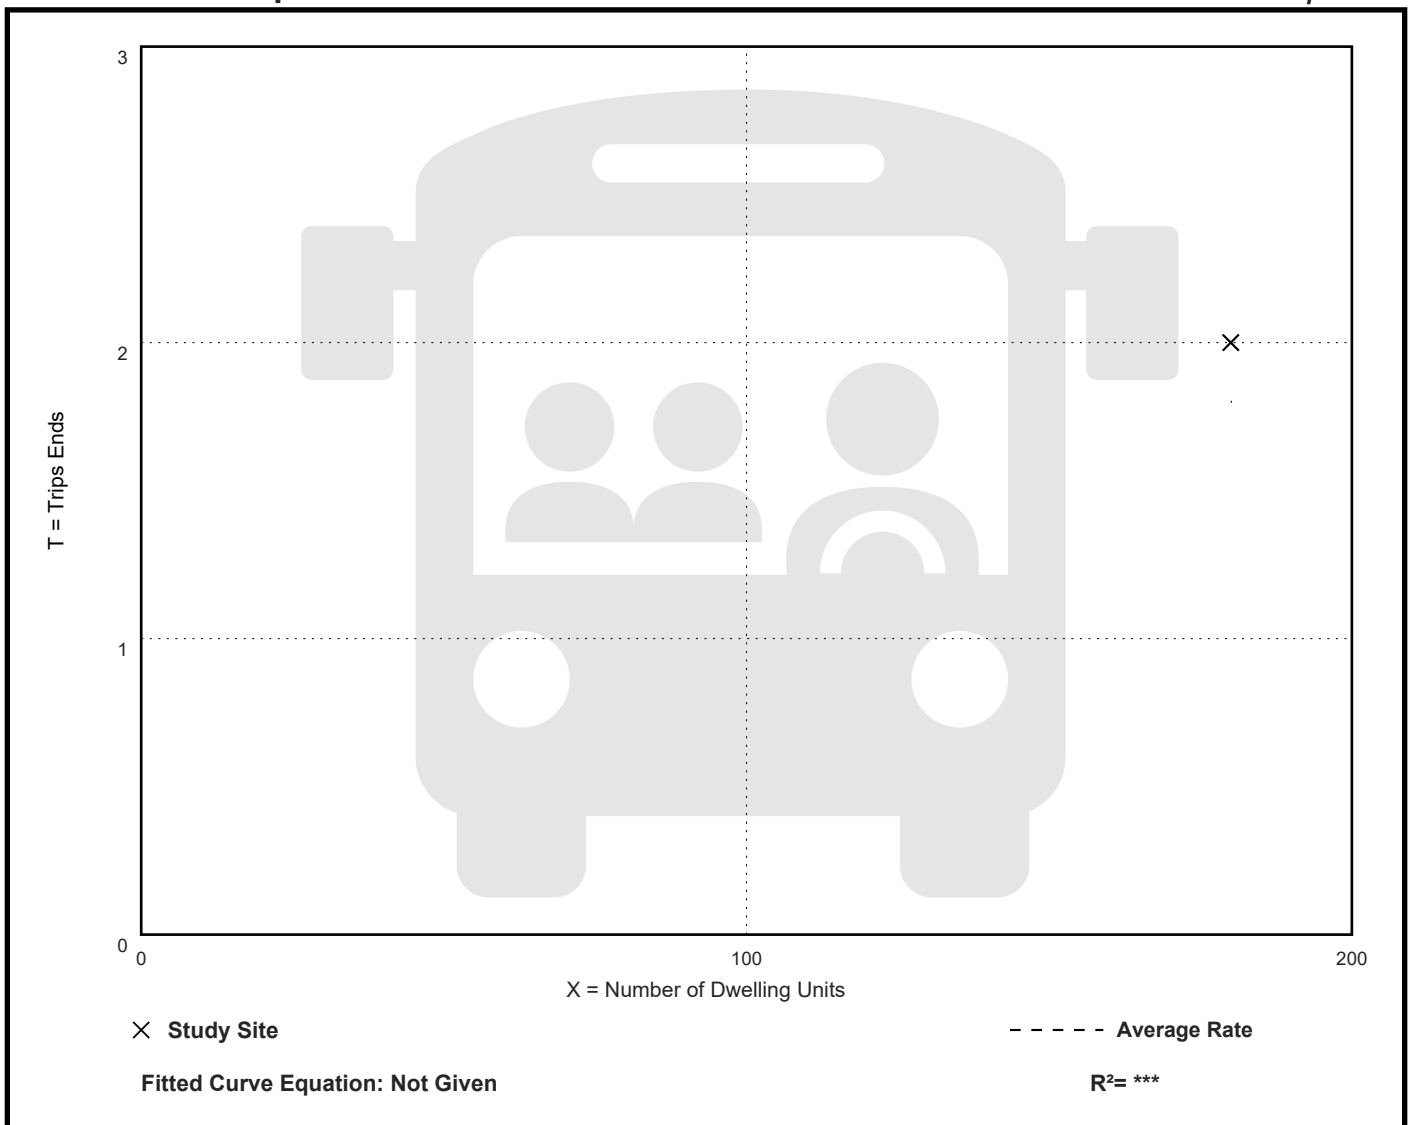 3
2
1
0
T = Trips Ends
0 100 200
X = Number of Dwelling Units
Study Site
Average Rate
Fitted Curve Equation: Not Given
R²= ***